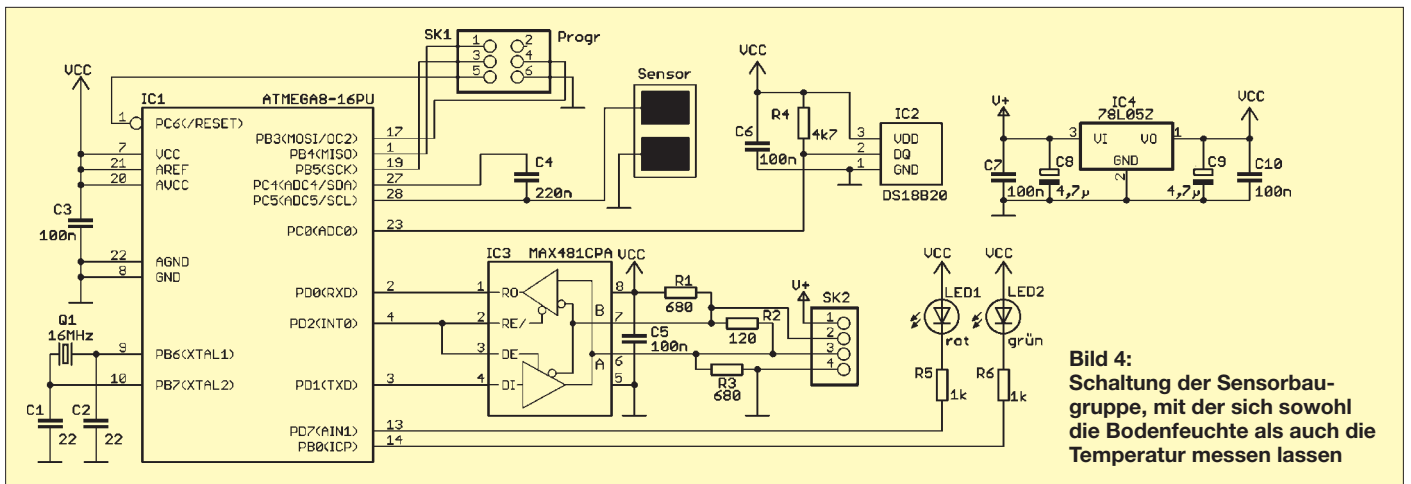 SK1
Progr
1 2
3 4
5 6
VCC
IC1
ATMEGA8-16PU
1 PC6(/RESET)
7 VCC
21 AREF
20 AVCC
C3
100n
22 AGND
8 GND
Q1
16MHz
9 PB6(XTAL1)
10 PB7(XTAL2)
C1
22
C2
22
PB3(MOSI/OC2) 17
PB4(MISO) 1
PB5(SCK) 19
PC4(ADC4/SDA) 27
PC5(ADC5/SCL) 28
PC0(ADC0) 23
PD0(RXD) 2
PD2(INT0) 4
PD1(TXD) 3
PD7(AIN1) 13
PB0(ICP) 14
C4
220n
Sensor
IC3 MAX481CPA
1 RO
2 RE/
3 DE
4 DI
8
B 7
A 6
5
VCC
C5
100n
R1
680
R2
120
R3
680
V+
SK2
1
2
3
4
VCC
C6
100n
R4
4k7
IC2
3 VDD
2 DQ
1 GND
DS18B20
V+
C7
100n
C8
4,7µ
IC4
78L05Z
3 VI VO 1
GND
2
VCC
C9
4,7µ
C10
100n
VCC
LED1
rot
R5
1k
VCC
LED2
grün
R6
1k
Bild 4:
Schaltung der Sensorbau-
gruppe, mit der sich sowohl
die Bodenfeuchte als auch die
Temperatur messen lassen